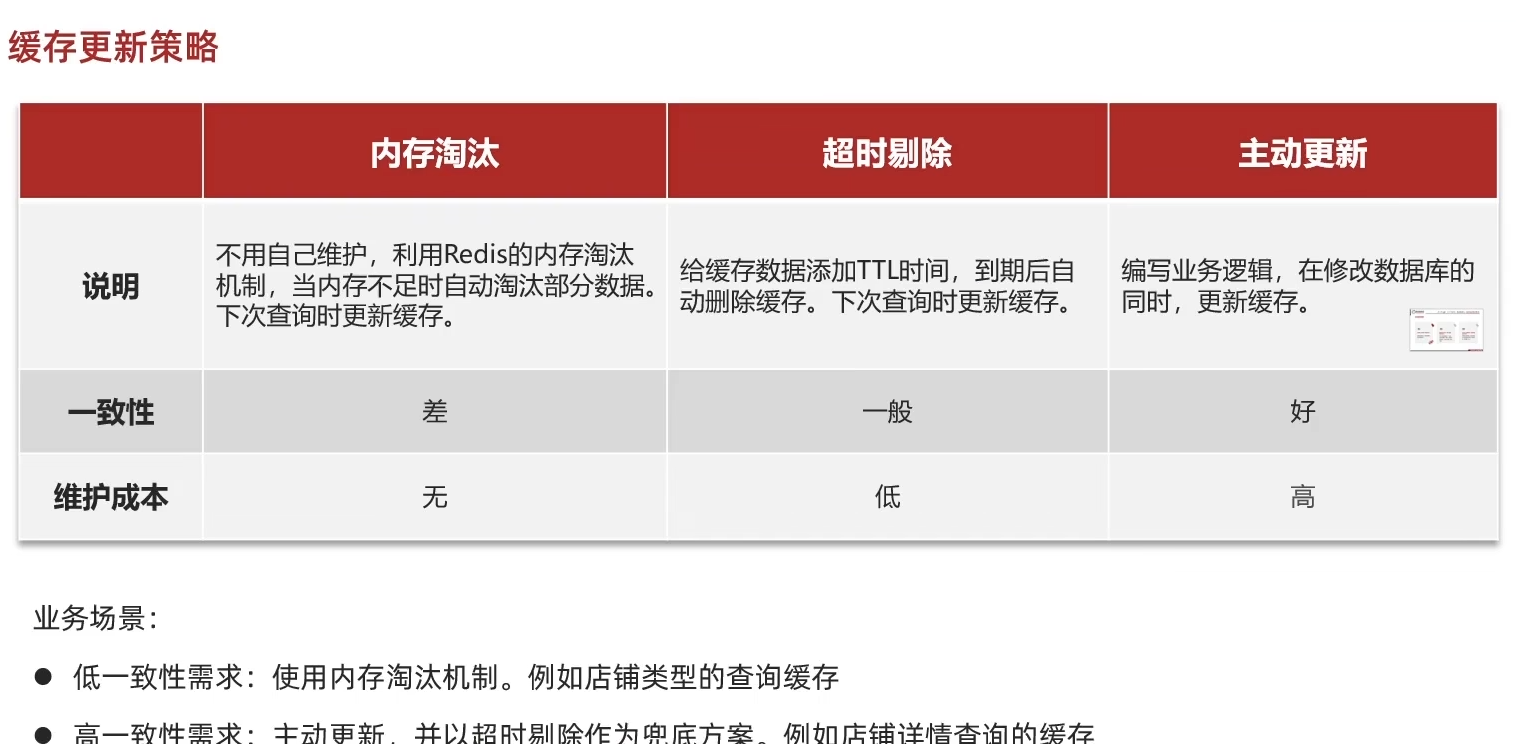 缓存更新策略
内存淘汰 超时剔除 主动更新
说明
不用自己维护，利用Redis的内存淘汰
机制，当内存不足时自动淘汰部分数据。
下次查询时更新缓存。
给缓存数据添加TTL时间，到期后自
动删除缓存。下次查询时更新缓存。
编写业务逻辑，在修改数据库的
同时，更新缓存。
一致性 差 一般 好
维护成本 无 低 高
业务场景：
● 低一致性需求：使用内存淘汰机制。例如店铺类型的查询缓存
● 高一致性需求：主动更新，并以超时剔除作为兜底方案。例如店铺详情查询的缓存